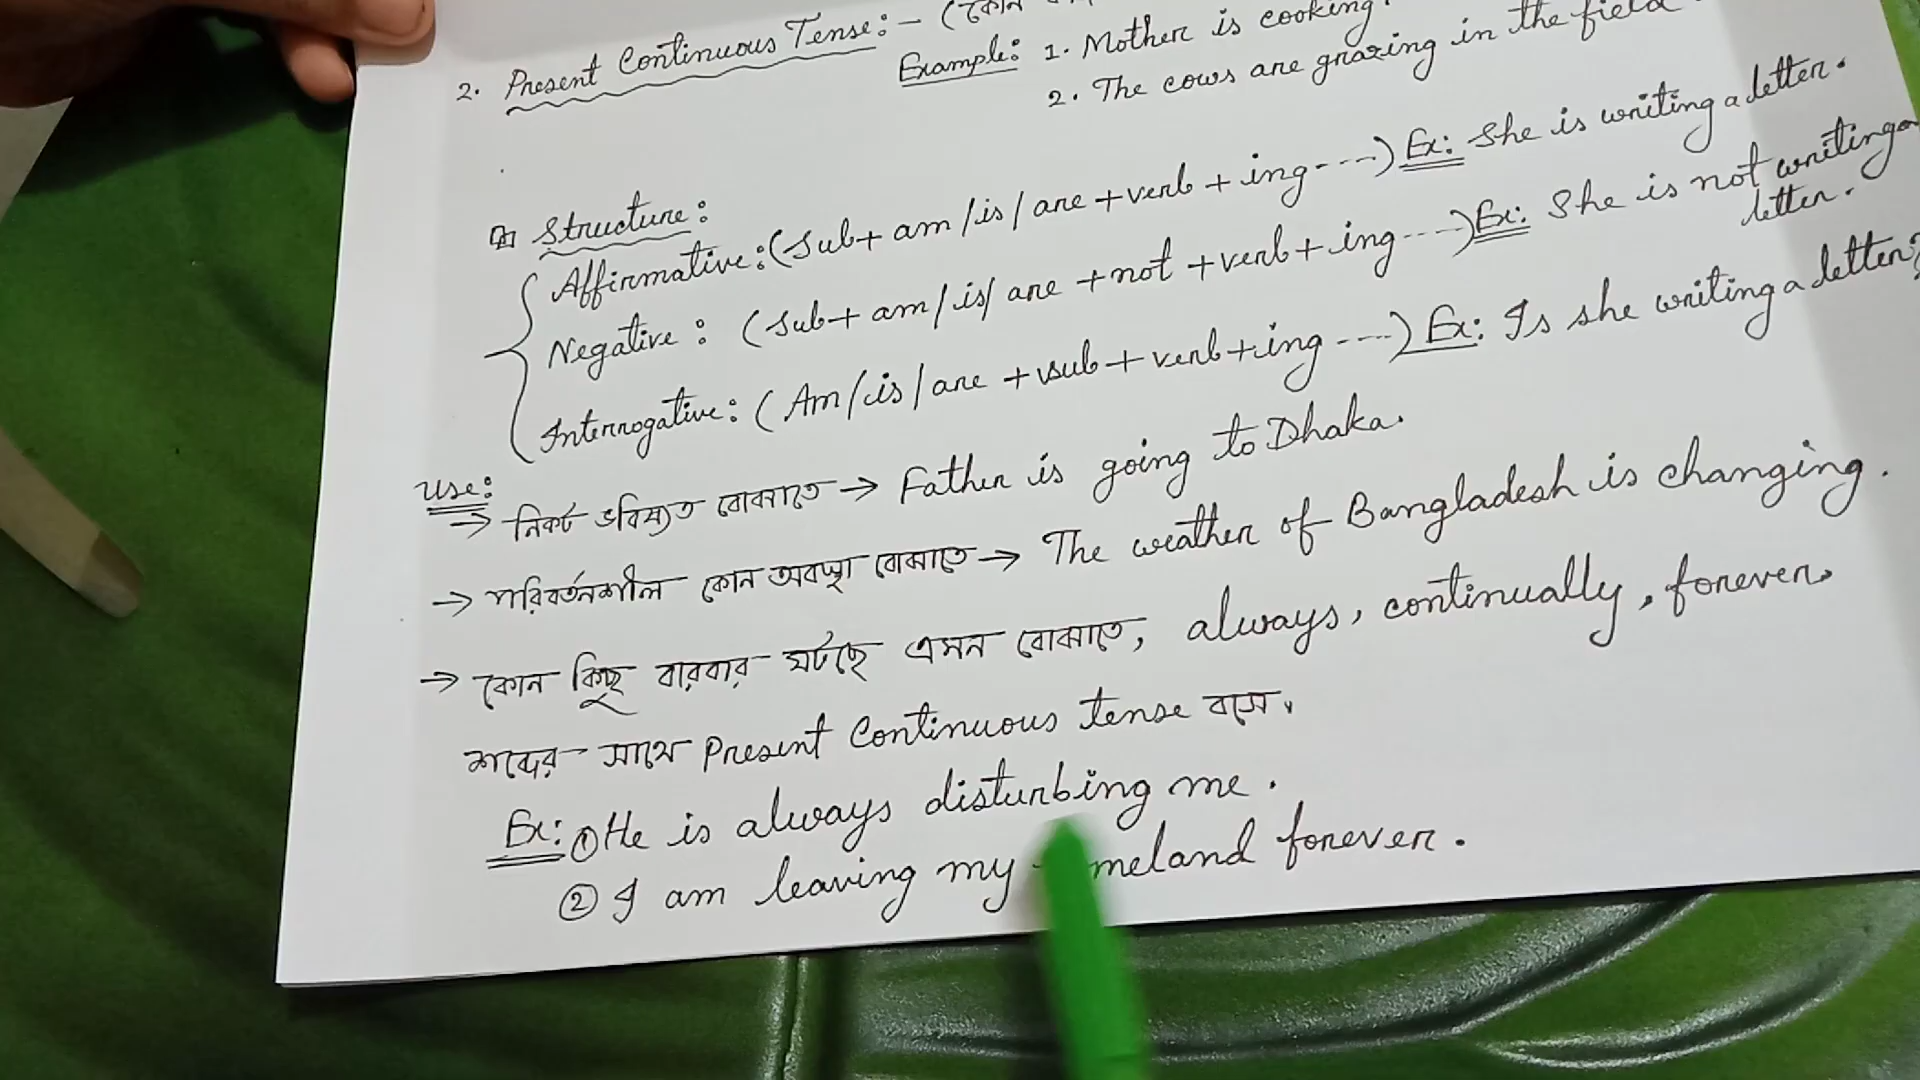 2. Present Continuous Tense:- (কোন
Example: 1. Mother is cooking.
2. The cows are grazing in the field
Structure:
Affirmative: (Sub + am/is/are + verb + ing ----) Ex: She is writing a letter.
Negative: (Sub + am/is/are + not + verb + ing ----) Ex: She is not writing a
letter.
Interrogative: (Am/is/are + sub + verb + ing ----) Ex: Is she writing a letter?
Use:
→ নিকট ভবিষ্যত বোঝাতে → Father is going to Dhaka.
→ পরিবর্তনশীল কোন অবস্থা বোঝাতে → The weather of Bangladesh is changing.
→ কোন কিছু বারবার ঘটছে এমন বোঝাতে, always, continually, forever,
শব্দের সাথে Present Continuous tense বসে।
Ex: ① He is always disturbing me.
② I am leaving my meland forever.